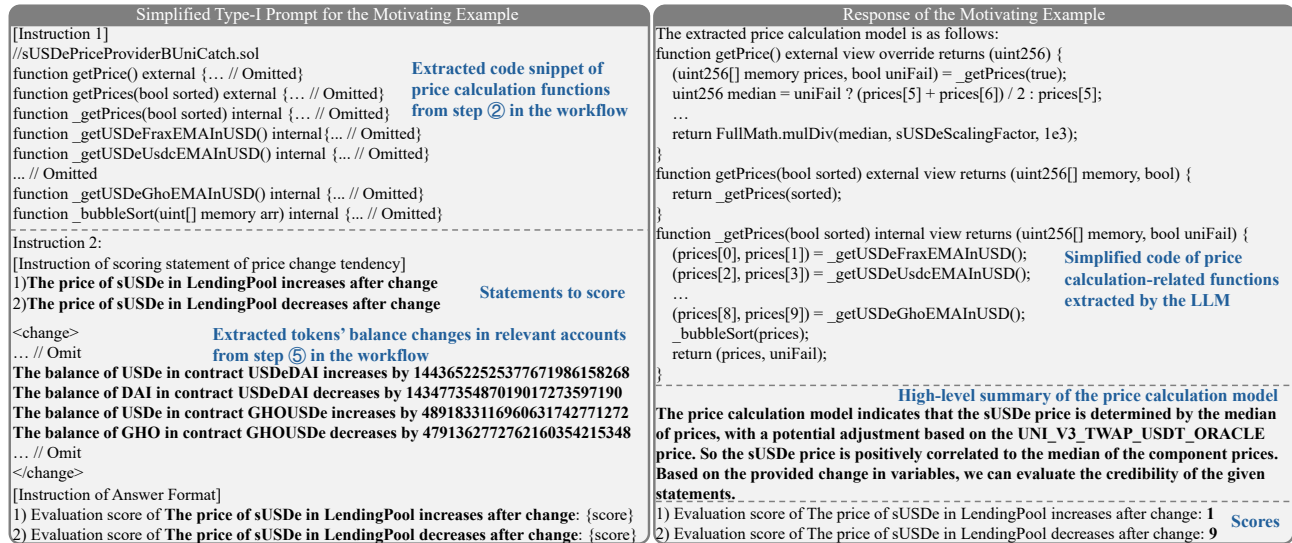 Simplified Type-I Prompt for the Motivating Example
[Instruction 1]
//sUSDePriceProviderBUniCatch.sol
function getPrice() external {… // Omitted}
function getPrices(bool sorted) external {… // Omitted}
function _getPrices(bool sorted) internal {… // Omitted}
function _getUSDeFraxEMAInUSD() internal{... // Omitted}
function _getUSDeUsdcEMAInUSD() internal {... // Omitted}
... // Omitted
function _getUSDeGhoEMAInUSD() internal {... // Omitted}
function _bubbleSort(uint[] memory arr) internal {... // Omitted}
Extracted code snippet of
price calculation functions
from step ② in the workflow
Instruction 2:
[Instruction of scoring statement of price change tendency]
1)The price of sUSDe in LendingPool increases after change
2)The price of sUSDe in LendingPool decreases after change
Statements to score
<change>
… // Omit
Extracted tokens’ balance changes in relevant accounts
from step ⑤ in the workflow
The balance of USDe in contract USDeDAI increases by 14436522525377671986158268
The balance of DAI in contract USDeDAI decreases by 14347735487019017273597190
The balance of USDe in contract GHOUSDe increases by 4891833116960631742771272
The balance of GHO in contract GHOUSDe decreases by 4791362772762160354215348
… // Omit
</change>
[Instruction of Answer Format]
1) Evaluation score of The price of sUSDe in LendingPool increases after change: {score}
2) Evaluation score of The price of sUSDe in LendingPool decreases after change: {score}
Response of the Motivating Example
The extracted price calculation model is as follows:
function getPrice() external view override returns (uint256) {
(uint256[] memory prices, bool uniFail) = _getPrices(true);
uint256 median = uniFail ? (prices[5] + prices[6]) / 2 : prices[5];
…
return FullMath.mulDiv(median, sUSDeScalingFactor, 1e3);
}
function getPrices(bool sorted) external view returns (uint256[] memory, bool) {
return _getPrices(sorted);
}
function _getPrices(bool sorted) internal view returns (uint256[] memory, bool uniFail) {
(prices[0], prices[1]) = _getUSDeFraxEMAInUSD();
(prices[2], prices[3]) = _getUSDeUsdcEMAInUSD();
…
(prices[8], prices[9]) = _getUSDeGhoEMAInUSD();
_bubbleSort(prices);
return (prices, uniFail);
}
Simplified code of price
calculation-related functions
extracted by the LLM
High-level summary of the price calculation model
The price calculation model indicates that the sUSDe price is determined by the median
of prices, with a potential adjustment based on the UNI_V3_TWAP_USDT_ORACLE
price. So the sUSDe price is positively correlated to the median of the component prices.
Based on the provided change in variables, we can evaluate the credibility of the given
statements.
1) Evaluation score of The price of sUSDe in LendingPool increases after change: 1
2) Evaluation score of The price of sUSDe in LendingPool decreases after change: 9
Scores